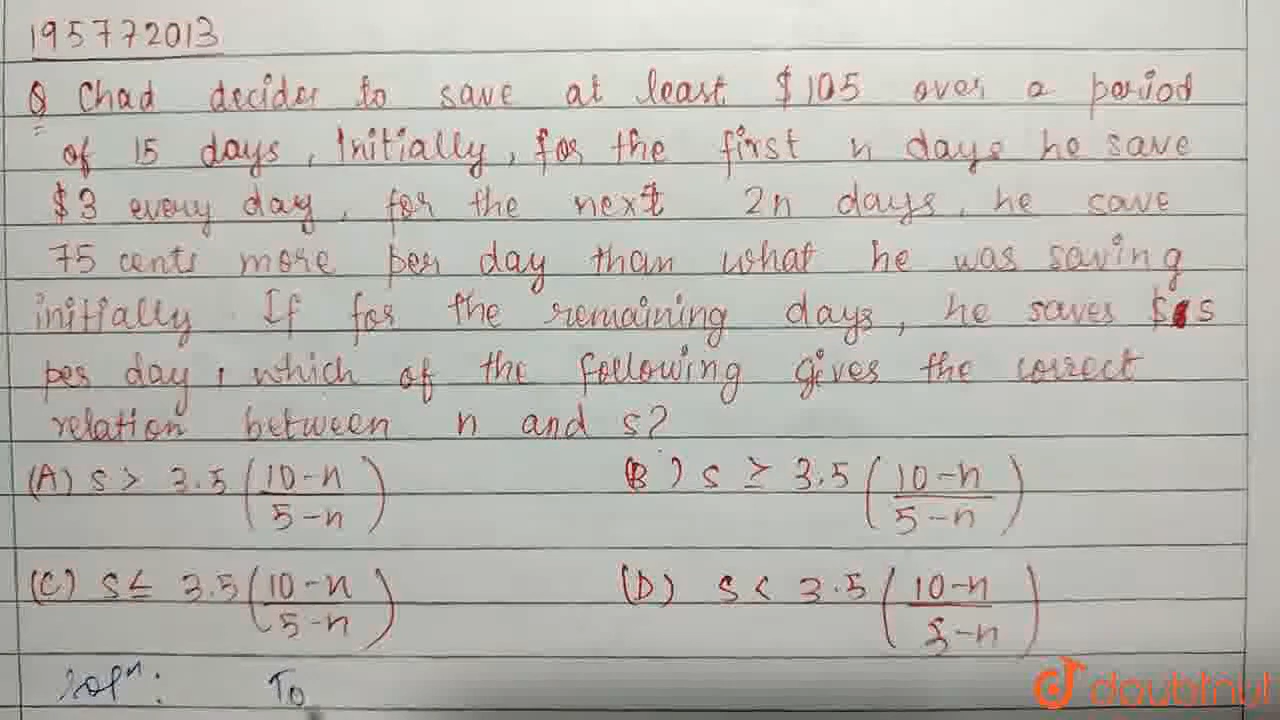 195772013
Q Chad decides to save at least $105 over a period
of 15 days, Initially, for the first n days he save
$3 every day, for the next 2n days, he save
75 cents more per day than what he was saving
initially. If for the remaining days, he saves $ s
per day, which of the following gives the correct
relation between n and s?
(A) s > 3.5 (10-n / 5-n) (B) s ≥ 3.5 (10-n / 5-n)
(C) s ≤ 3.5 (10-n / 5-n) (D) s < 3.5 (10-n / 5-n)
Solⁿ: To
doubtnut